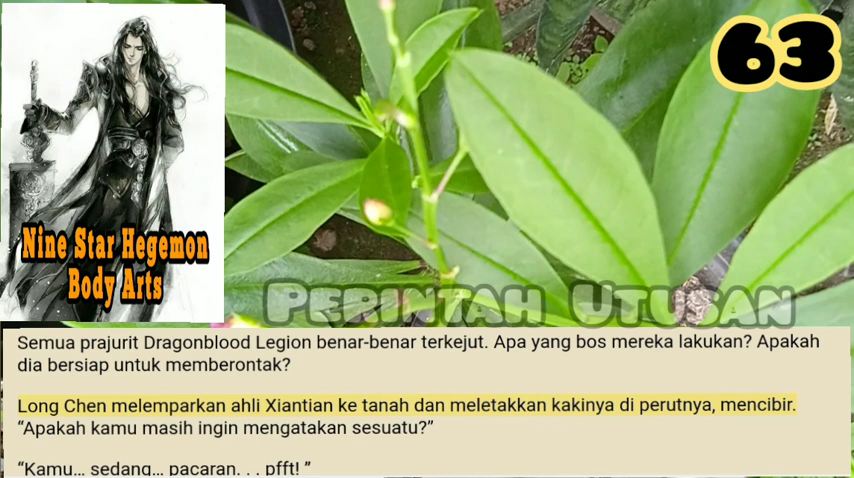 63
Nine Star Hegemon
Body Arts
PERINTAH UTUSAN
Semua prajurit Dragonblood Legion benar-benar terkejut. Apa yang bos mereka lakukan? Apakah
dia bersiap untuk memberontak?
Long Chen melemparkan ahli Xiantian ke tanah dan meletakkan kakinya di perutnya, mencibir.
“Apakah kamu masih ingin mengatakan sesuatu?”
“Kamu... sedang... pacaran. . . pfft! ”